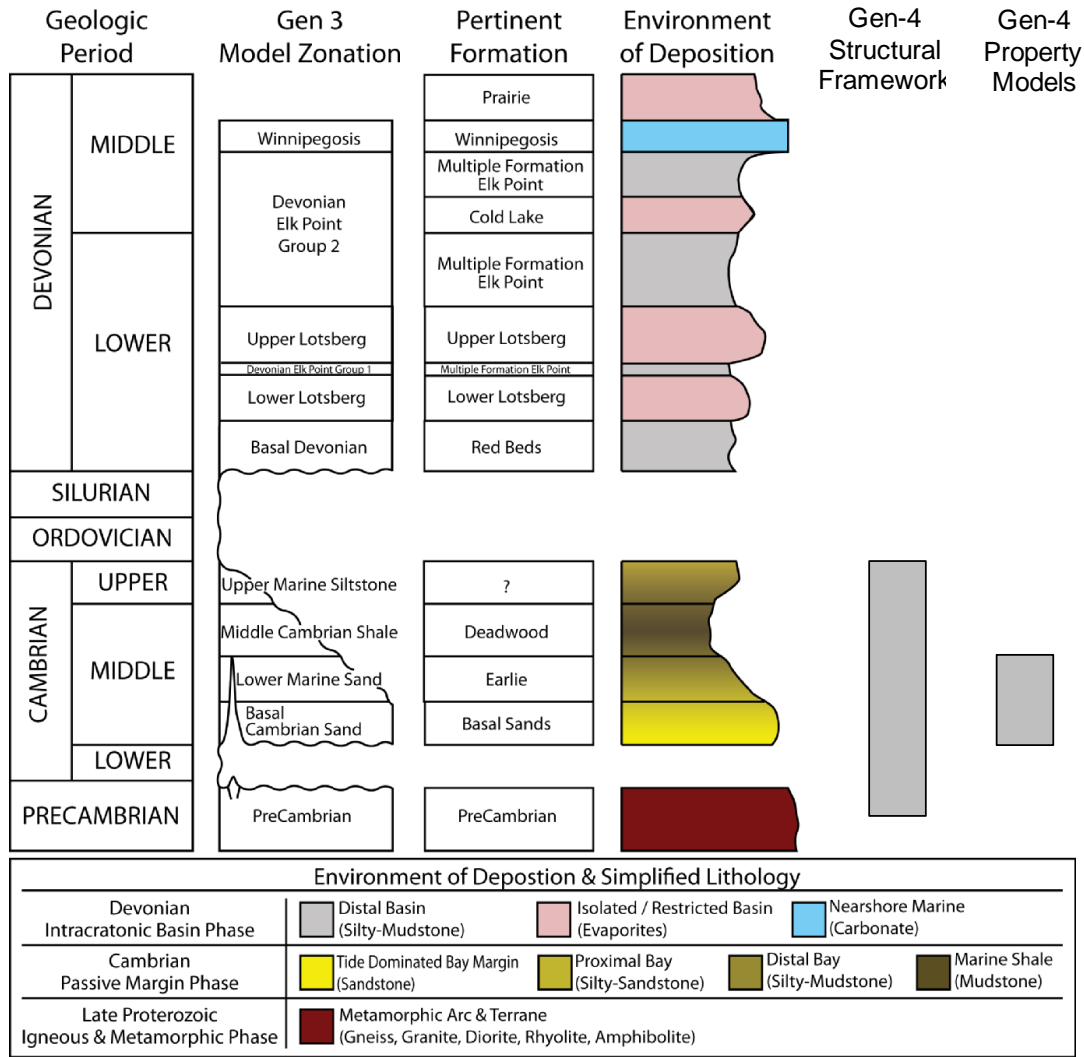 Geologic
Period
Gen 3
Model Zonation
Pertinent
Formation
Environment
of Deposition
Gen-4
Structural
Framework
Gen-4
Property
Models
DEVONIAN
MIDDLE
LOWER
SILURIAN
ORDOVICIAN
CAMBRIAN
UPPER
MIDDLE
LOWER
PRECAMBRIAN
Winnipegosis
Devonian
Elk Point
Group 2
Upper Lotsberg
Devonian Elk Point Group 1
Lower Lotsberg
Basal Devonian
Upper Marine Siltstone
Middle Cambrian Shale
Lower Marine Sand
Basal
Cambrian Sand
PreCambrian
Prairie
Winnipegosis
Multiple Formation
Elk Point
Cold Lake
Multiple Formation
Elk Point
Upper Lotsberg
Multiple Formation Elk Point
Lower Lotsberg
Red Beds
?
Deadwood
Earlie
Basal Sands
PreCambrian
Environment of Depostion & Simplified Lithology
Devonian
Intracratonic Basin Phase
Distal Basin
(Silty-Mudstone)
Isolated / Restricted Basin
(Evaporites)
Nearshore Marine
(Carbonate)
Cambrian
Passive Margin Phase
Tide Dominated Bay Margin
(Sandstone)
Proximal Bay
(Silty-Sandstone)
Distal Bay
(Silty-Mudstone)
Marine Shale
(Mudstone)
Late Proterozoic
Igneous & Metamorphic Phase
Metamorphic Arc & Terrane
(Gneiss, Granite, Diorite, Rhyolite, Amphibolite)